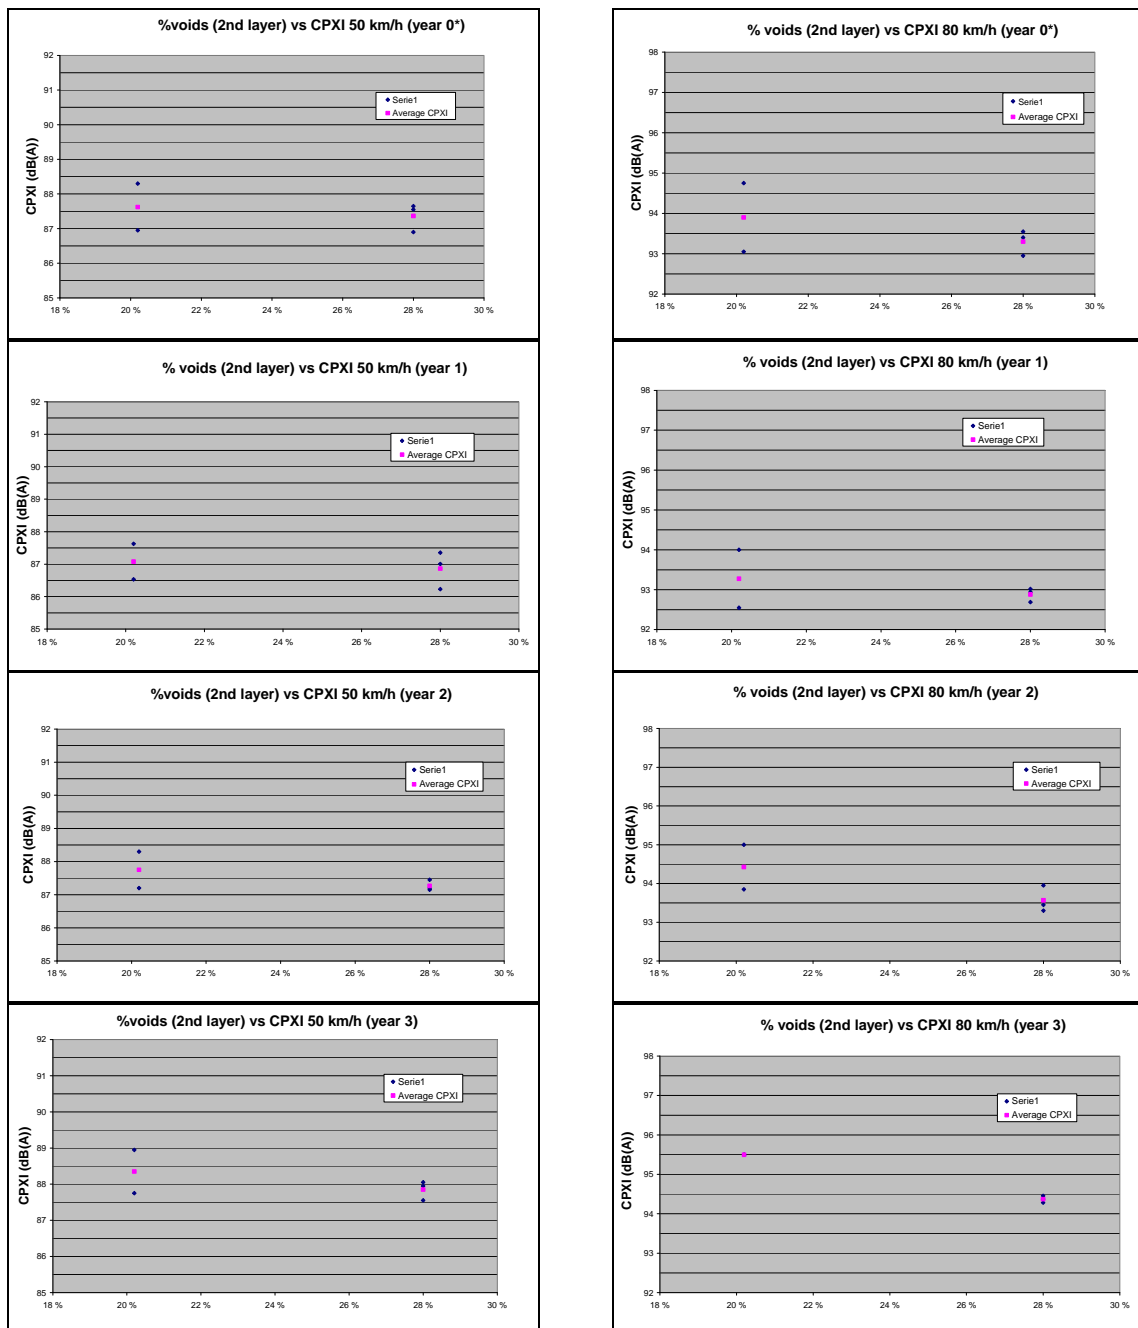 %voids (2nd layer) vs CPXI 50 km/h (year 0*)
CPXI (dB(A))
92
91
90
89
88
87
86
85
18 % 20 % 22 % 24 % 26 % 28 % 30 %
Serie1
Average CPXI
% voids (2nd layer) vs CPXI 80 km/h (year 0*)
CPXI (dB(A))
98
97
96
95
94
93
92
18 % 20 % 22 % 24 % 26 % 28 % 30 %
Serie1
Average CPXI
% voids (2nd layer) vs CPXI 50 km/h (year 1)
CPXI (dB(A))
92
91
90
89
88
87
86
85
18 % 20 % 22 % 24 % 26 % 28 % 30 %
Serie1
Average CPXI
% voids (2nd layer) vs CPXI 80 km/h (year 1)
CPXI (dB(A))
98
97
96
95
94
93
92
18 % 20 % 22 % 24 % 26 % 28 % 30 %
Serie1
Average CPXI
%voids (2nd layer) vs CPXI 50 km/h (year 2)
CPXI (dB(A))
92
91
90
89
88
87
86
85
18 % 20 % 22 % 24 % 26 % 28 % 30 %
Serie1
Average CPXI
% voids (2nd layer) vs CPXI 80 km/h (year 2)
CPXI (dB(A))
98
97
96
95
94
93
92
18 % 20 % 22 % 24 % 26 % 28 % 30 %
Serie1
Average CPXI
%voids (2nd layer) vs CPXI 50 km/h (year 3)
CPXI (dB(A))
92
91
90
89
88
87
86
85
18 % 20 % 22 % 24 % 26 % 28 % 30 %
Serie1
Average CPXI
% voids (2nd layer) vs CPXI 80 km/h (year 3)
CPXI (dB(A))
98
97
96
95
94
93
92
18 % 20 % 22 % 24 % 26 % 28 % 30 %
Serie1
Average CPXI